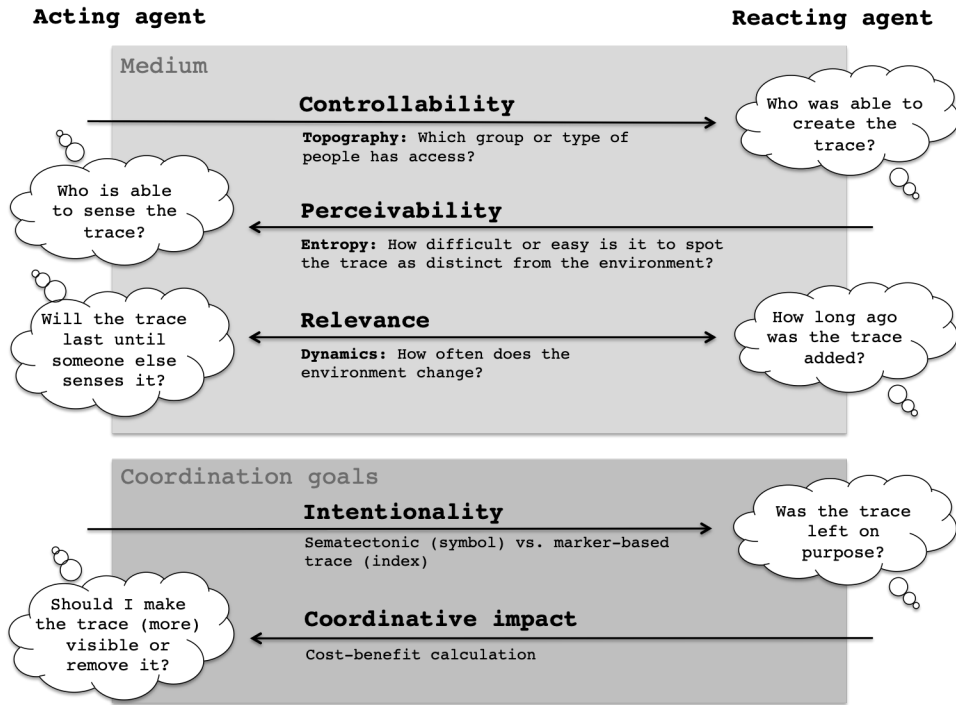 Acting agent
Reacting agent
Medium
Controllability
Topography: Which group or type of
people has access?
Who was able to
create the
trace?
Who is able
to sense the
trace?
Perceivability
Entropy: How difficult or easy is it to spot
the trace as distinct from the environment?
Will the trace
last until
someone else
senses it?
Relevance
Dynamics: How often does the
environment change?
How long ago
was the trace
added?
Coordination goals
Intentionality
Sematectonic (symbol) vs. marker-based
trace (index)
Was the trace
left on
purpose?
Should I make
the trace (more)
visible or
remove it?
Coordinative impact
Cost-benefit calculation